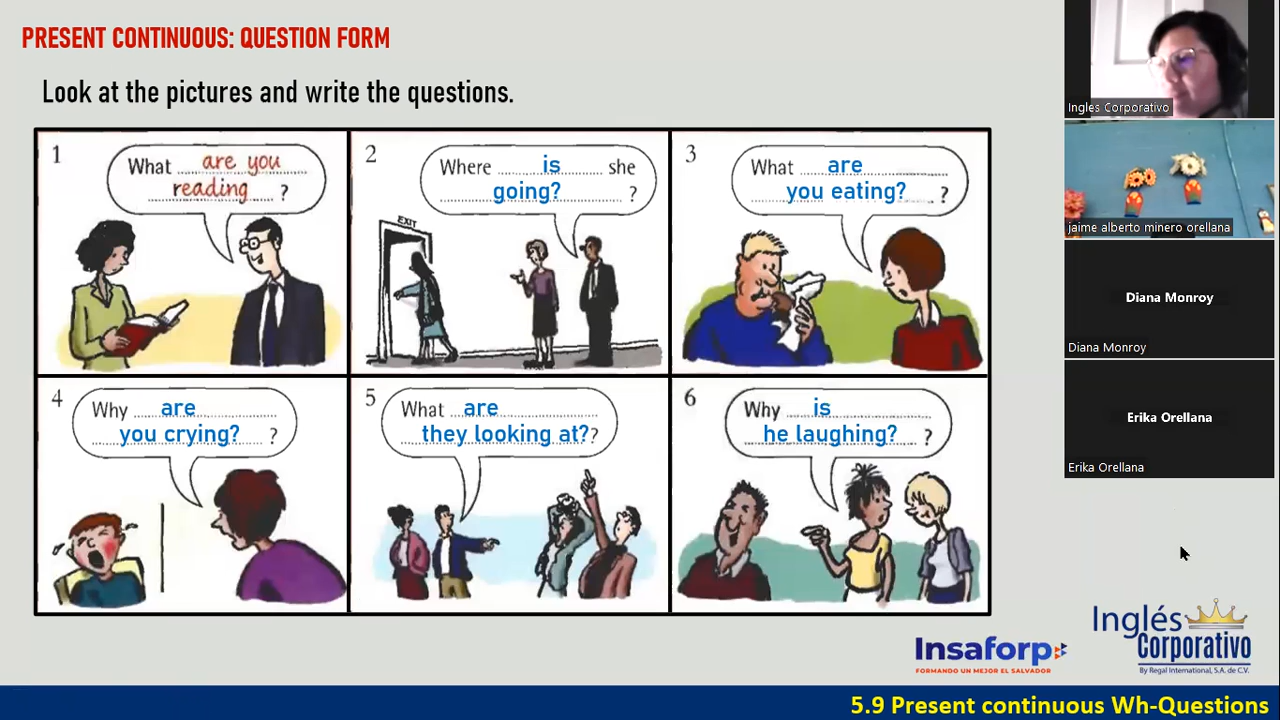 PRESENT CONTINUOUS: QUESTION FORM
Look at the pictures and write the questions.
1
What are you
reading ?
2
Where is she
going? ?
EXIT
3
What are
you eating? ?
4
Why are
you crying? ?
5
What are
they looking at??
6
Why is
he laughing? ?
Ingles Corporativo
jaime alberto minero orellana
Diana Monroy
Diana Monroy
Erika Orellana
Erika Orellana
Insaforp
FORMANDO UN MEJOR EL SALVADOR
Inglés
Corporativo
By Regal International, S.A. de C.V.
5.9 Present continuous Wh-Questions